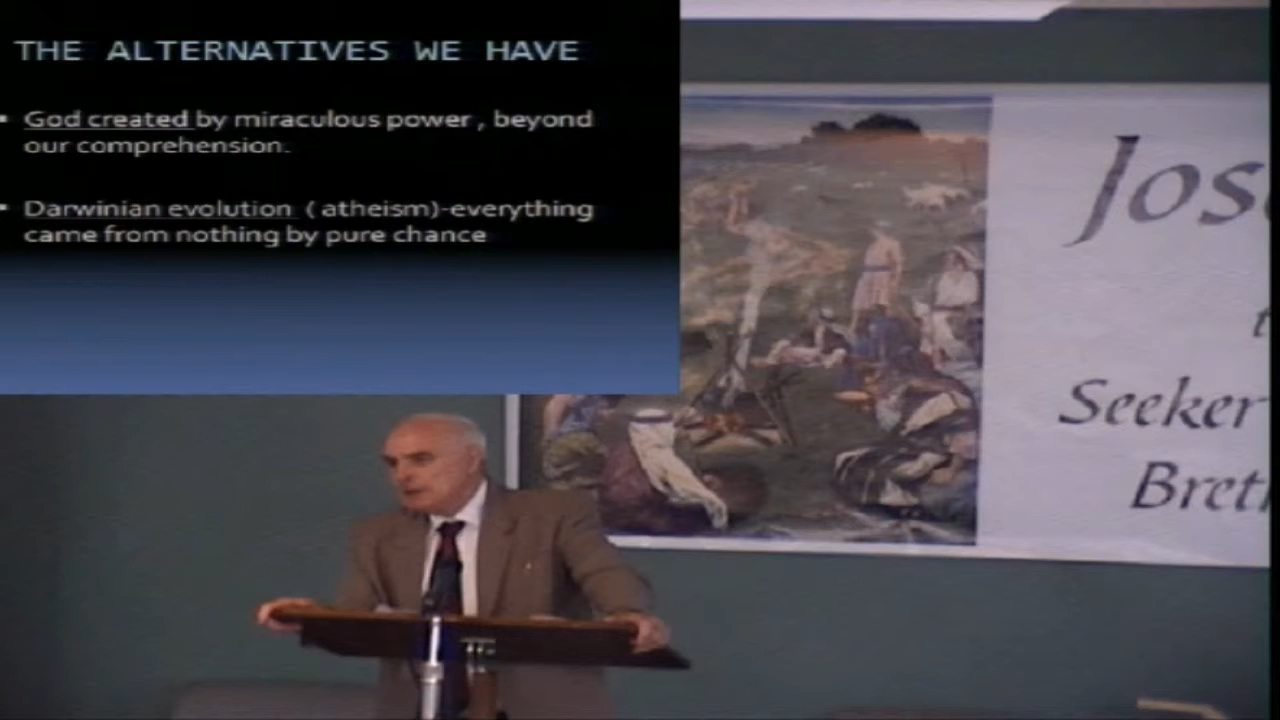 THE ALTERNATIVES WE HAVE
• God created by miraculous power , beyond
our comprehension.
• Darwinian evolution ( atheism)-everything
came from nothing by pure chance
Jos
t
Seeker
Bret